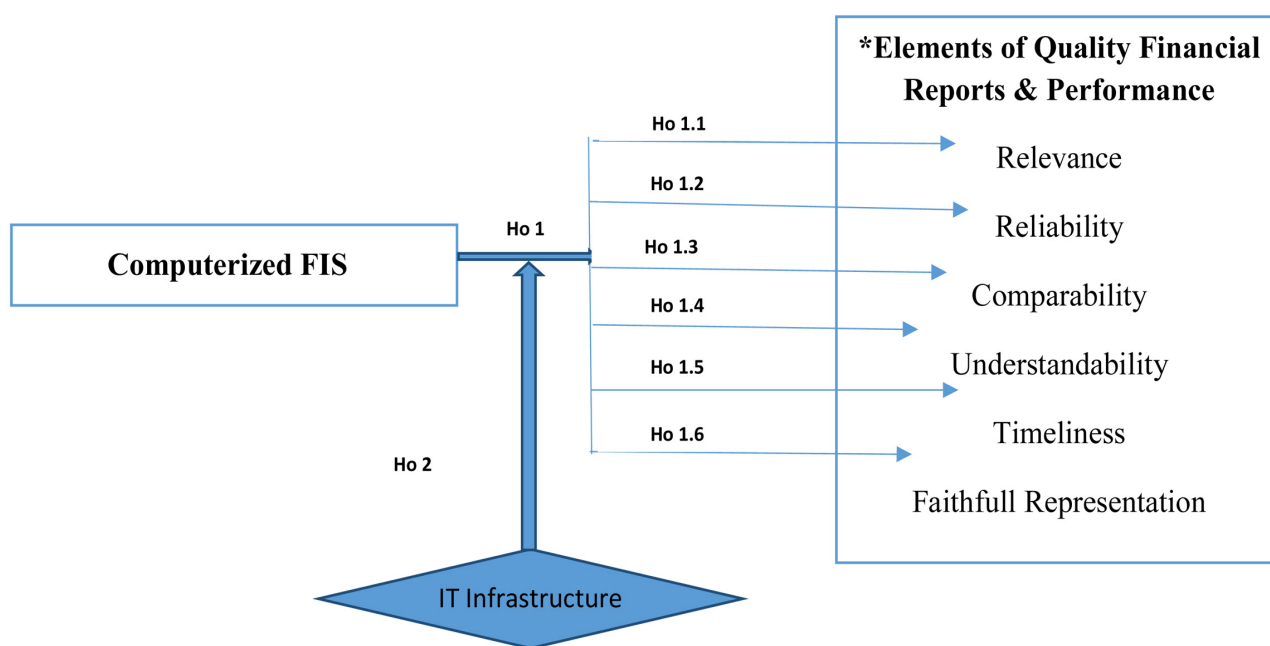 *Elements of Quality Financial
Reports & Performance
Ho 1.1
Relevance
Ho 1.2
Reliability
Ho 1
Computerized FIS
Ho 1.3
Comparability
Ho 1.4
Understandability
Ho 1.5
Timeliness
Ho 1.6
Faithfull Representation
Ho 2
IT Infrastructure